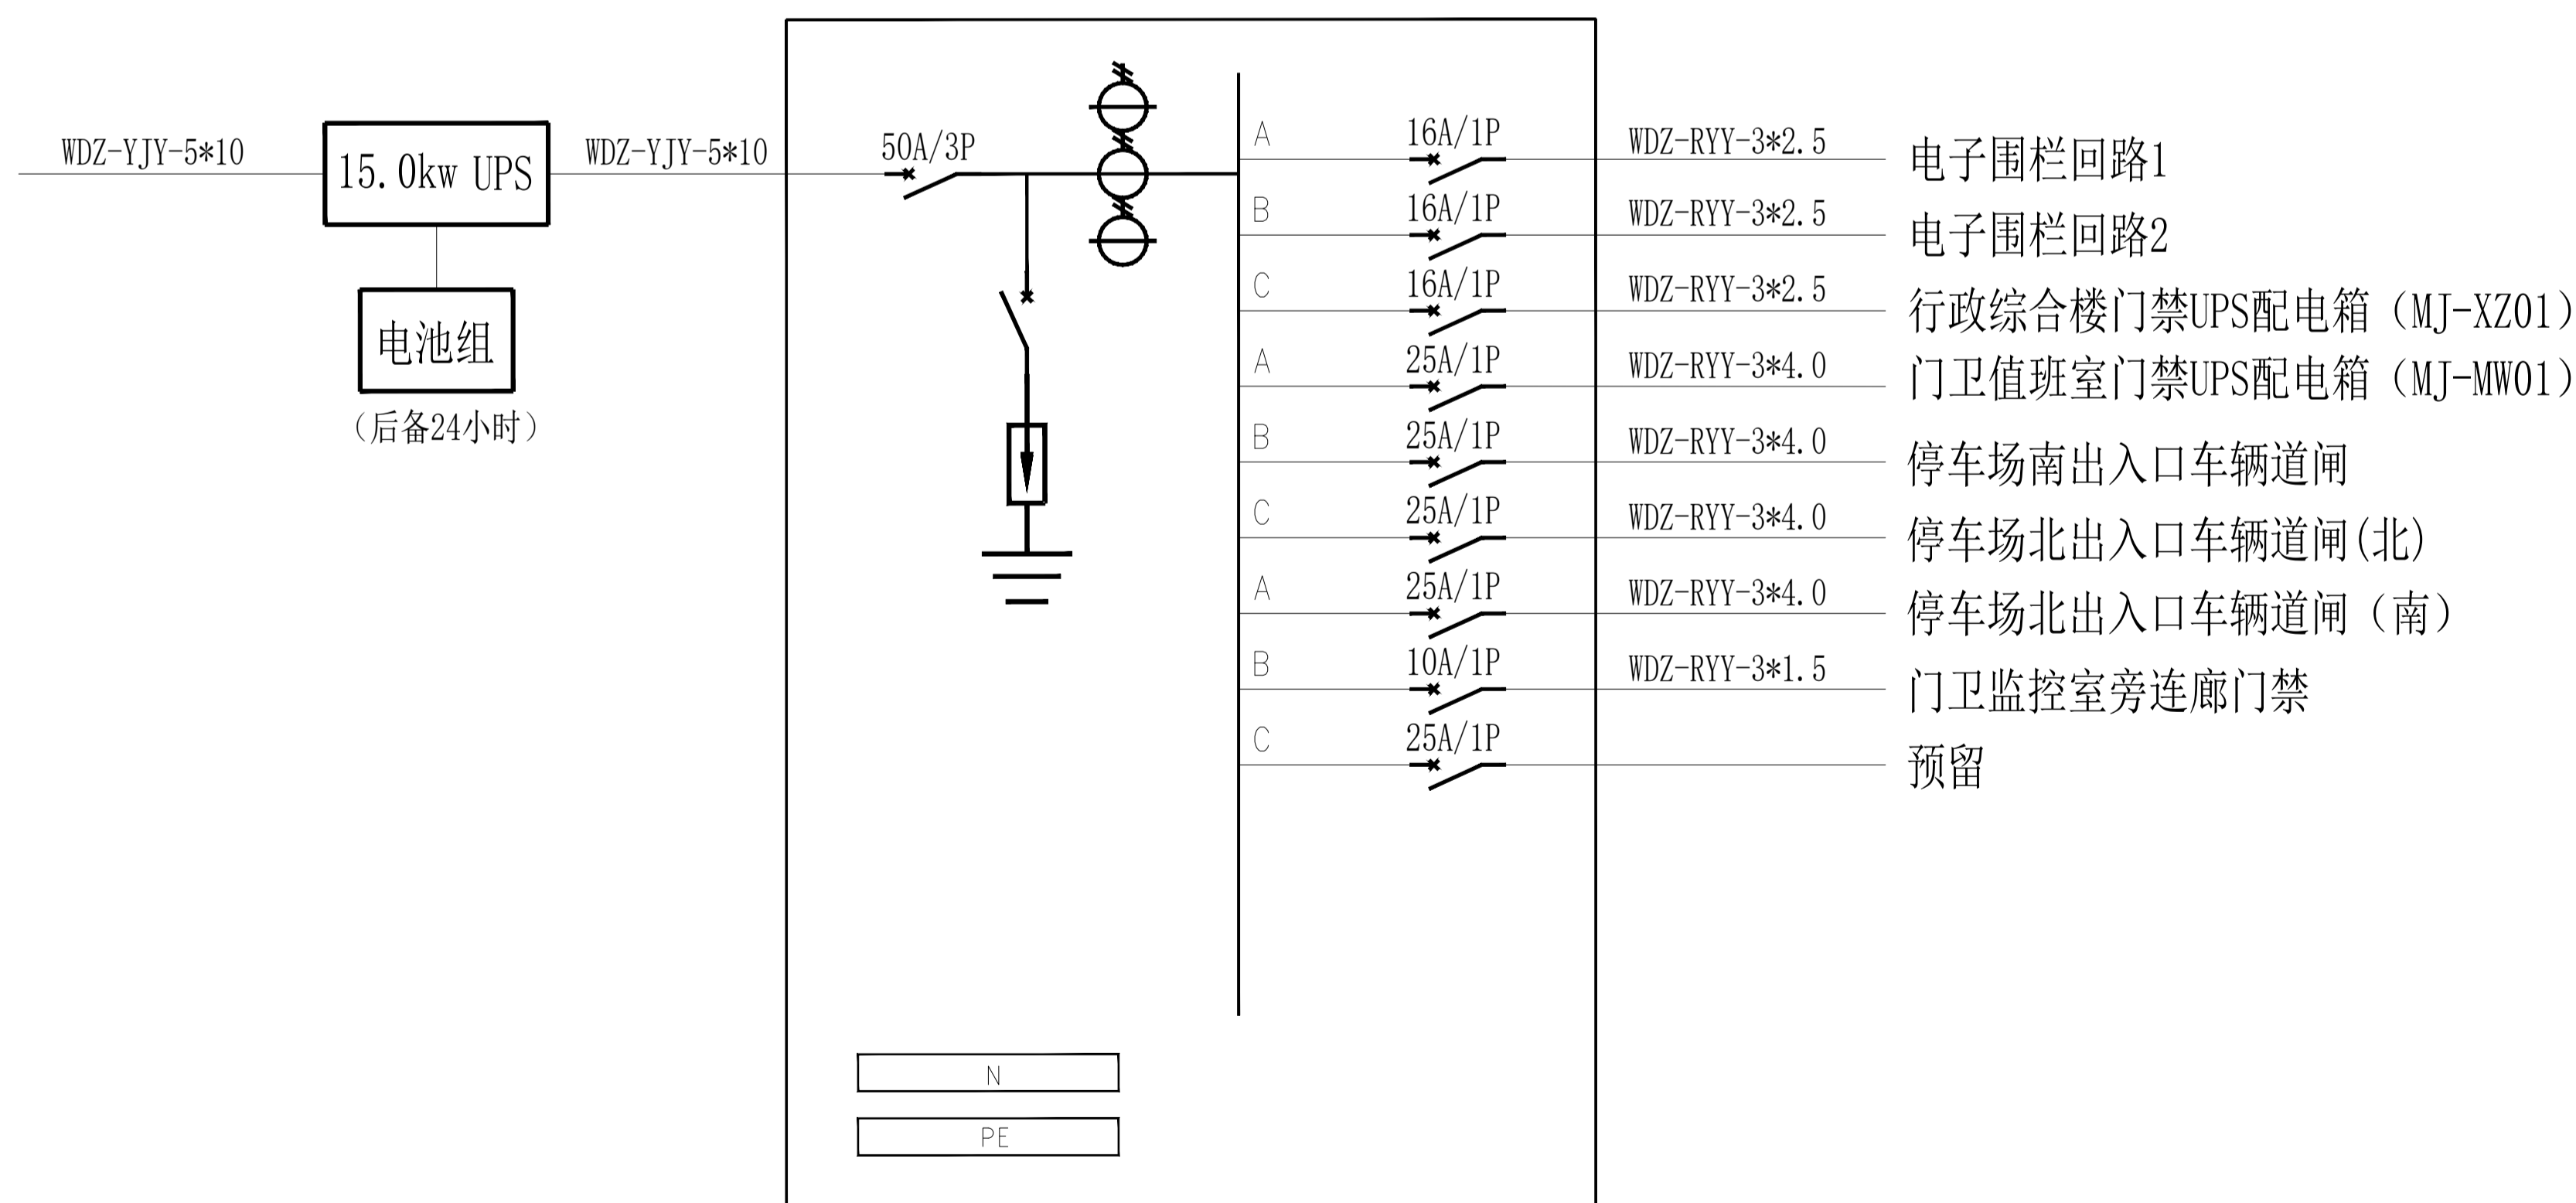 WDZ-YJY-5*10
15.0kw UPS
WDZ-YJY-5*10
电池组
（后备24小时）
50A/3P
A 16A/1P WDZ-RYY-3*2.5 电子围栏回路1
B 16A/1P WDZ-RYY-3*2.5 电子围栏回路2
C 16A/1P WDZ-RYY-3*2.5 行政综合楼门禁UPS配电箱（MJ-XZ01）
A 25A/1P WDZ-RYY-3*4.0 门卫值班室门禁UPS配电箱（MJ-MW01）
B 25A/1P WDZ-RYY-3*4.0 停车场南出入口车辆道闸
C 25A/1P WDZ-RYY-3*4.0 停车场北出入口车辆道闸(北)
A 25A/1P WDZ-RYY-3*4.0 停车场北出入口车辆道闸（南）
B 10A/1P WDZ-RYY-3*1.5 门卫监控室旁连廊门禁
C 25A/1P 预留
N
PE